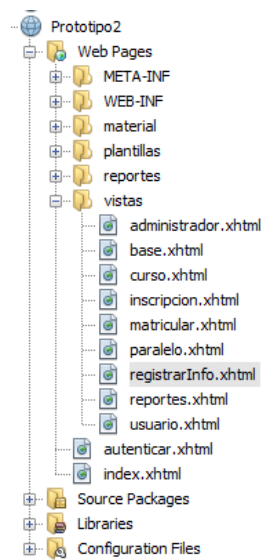 Prototipo2
Web Pages
META-INF
WEB-INF
material
plantillas
reportes
vistas
administrador.xhtml
base.xhtml
curso.xhtml
inscripcion.xhtml
matricular.xhtml
paralelo.xhtml
registrarInfo.xhtml
reportes.xhtml
usuario.xhtml
autenticar.xhtml
index.xhtml
Source Packages
Libraries
Configuration Files